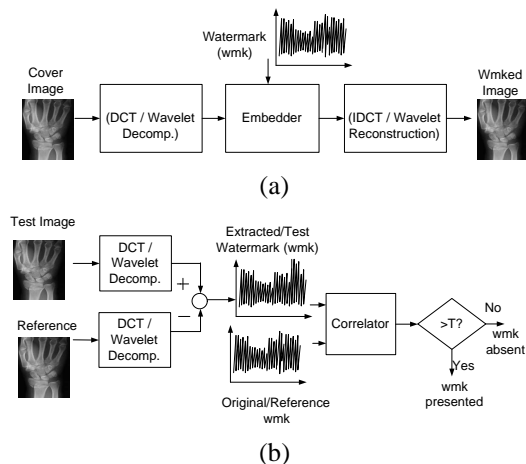 Watermark
(wmk)
Cover
Image
Wmked
Image
(DCT / Wavelet
Decomp.)
Embedder
(IDCT / Wavelet
Reconstruction)
(a)
Test Image
DCT /
Wavelet
Decomp.
+
Extracted/Test
Watermark (wmk)
Reference
−
DCT /
Wavelet
Decomp.
Correlator
>T?
No
wmk
absent
Yes
wmk
presented
Original/Reference
wmk
(b)